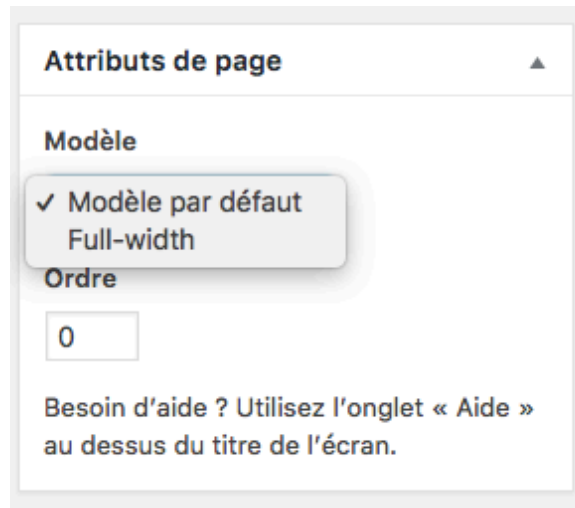 Attributs de page
Modèle
Modèle par défaut
Full-width
Ordre
0
Besoin d’aide ? Utilisez l’onglet « Aide »
au dessus du titre de l’écran.